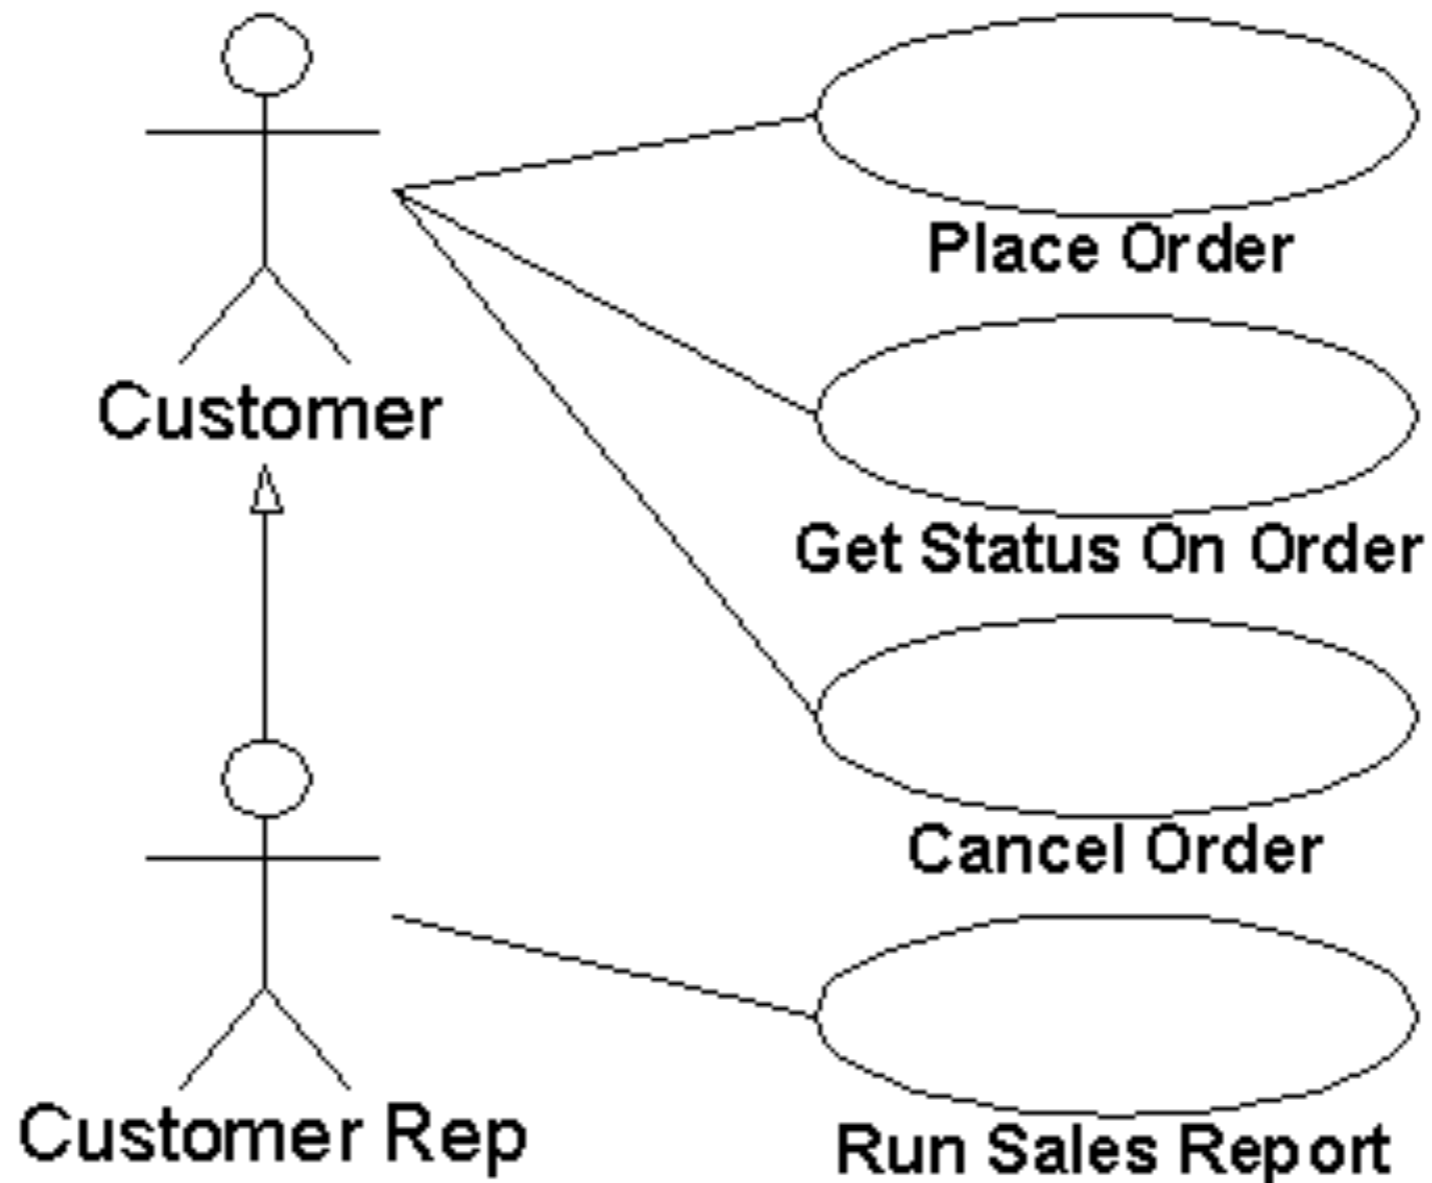 Place Order
Customer
Get Status On Order
Cancel Order
Customer Rep
Run Sales Report